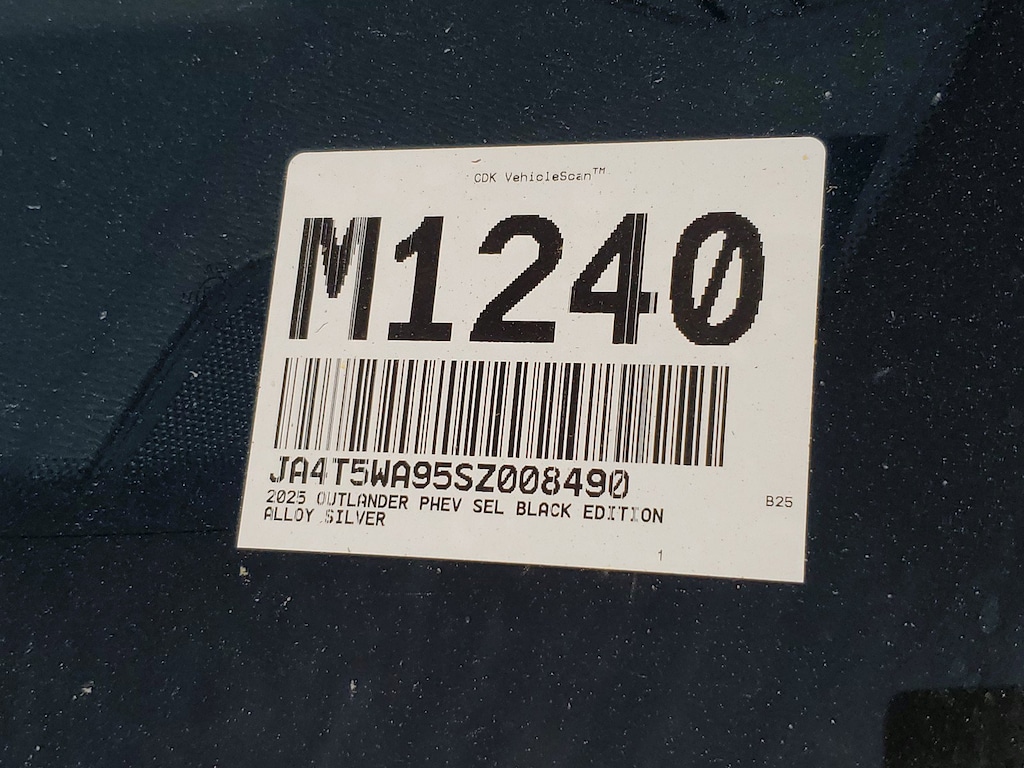 CDK VehicleScan™
M1240
JA4T5WA95SZ008490
2025 OUTLANDER PHEV SEL BLACK EDITION
B25
ALLOY SILVER
1